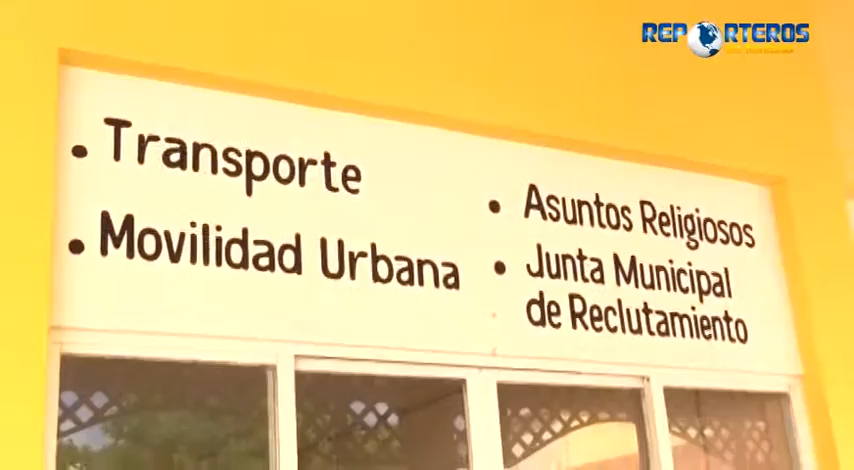 REPORTEROS
• Transporte
• Movilidad Urbana
• Asuntos Religiosos
• Junta Municipal
de Reclutamiento